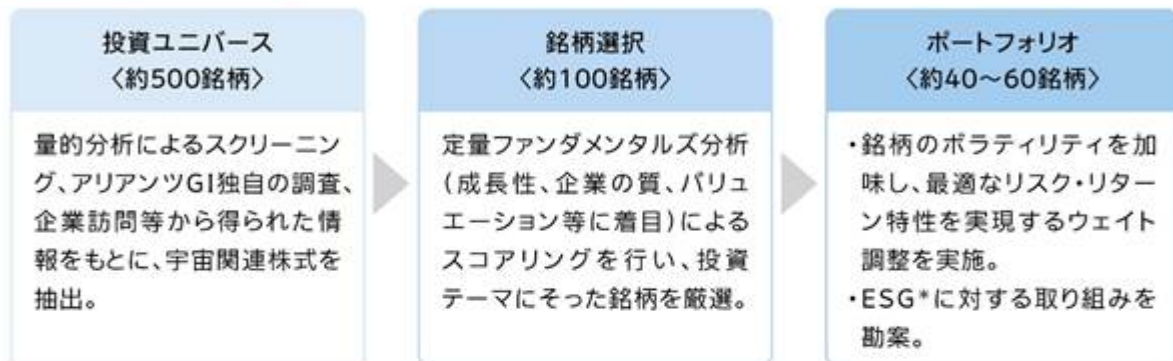 投資ユニバース
〈約500銘柄〉
量的分析によるスクリーニン
グ、アリアンツGI独自の調査、
企業訪問等から得られた情
報をもとに、宇宙関連株式を
抽出。
銘柄選択
〈約100銘柄〉
定量ファンダメンタルズ分析
(成長性、企業の質、バリュ
エーション等に着目)による
スコアリングを行い、投資
テーマにそった銘柄を厳選。
ポートフォリオ
〈約40～60銘柄〉
・銘柄のボラティリティを加
味し、最適なリスク・リター
ン特性を実現するウェイト
調整を実施。
・ESG*に対する取り組みを
勘案。